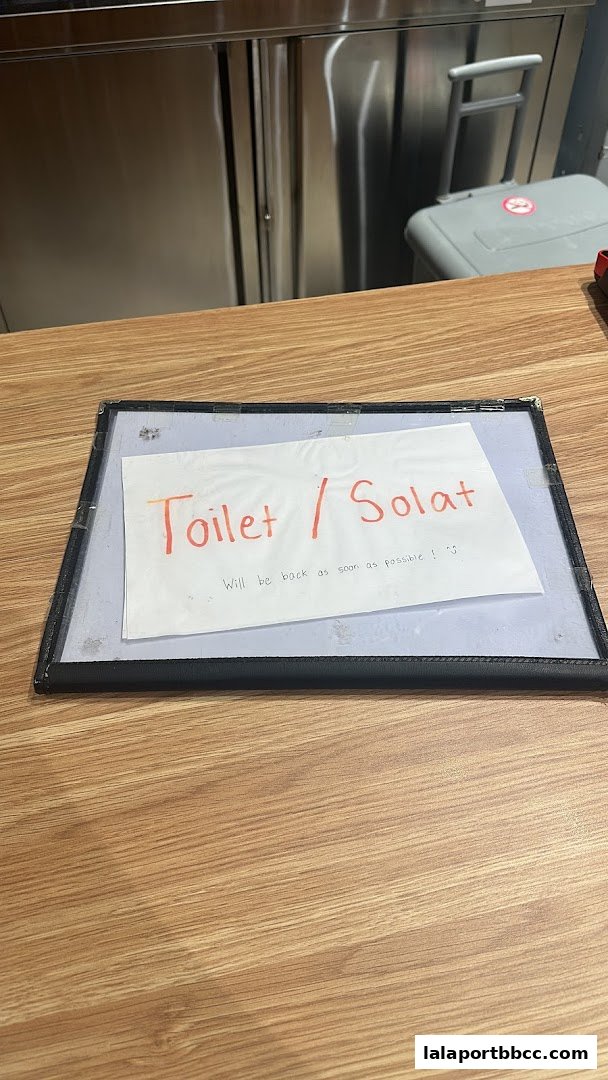 Toilet / Solat
Will be back as soon as possible ! :)
lalaportbbcc.com